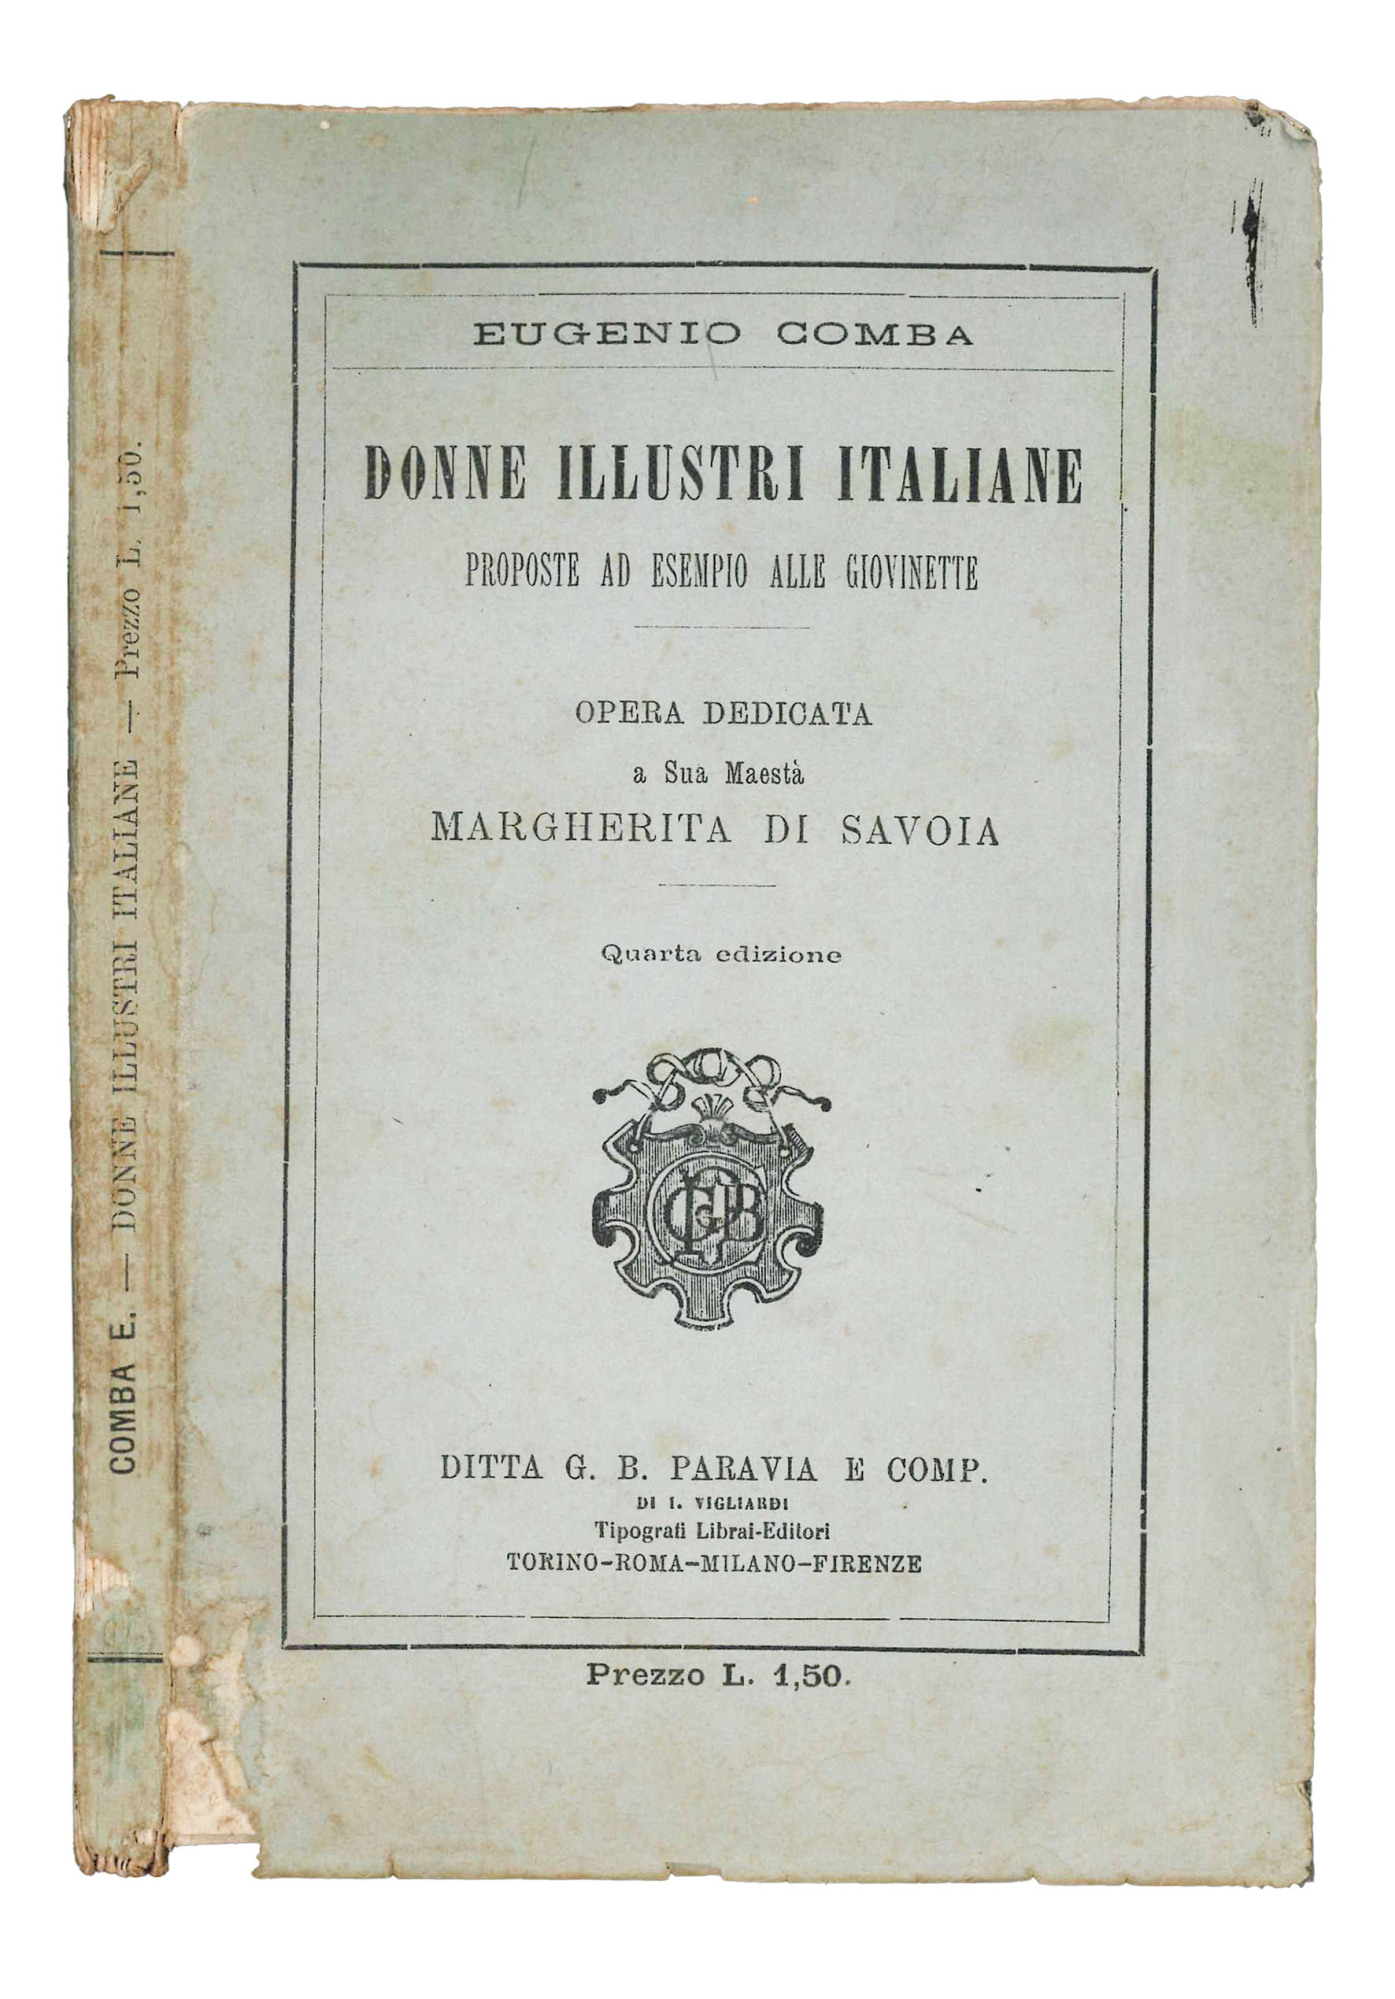 COMBA E. — DONNE ILLUSTRI ITALIANE — Prezzo L. 1,50.
EUGENIO COMBA
DONNE ILLUSTRI ITALIANE
PROPOSTE AD ESEMPIO ALLE GIOVINETTE
OPERA DEDICATA
a Sua Maestà
MARGHERITA DI SAVOIA
Quarta edizione
DITTA G. B. PARAVIA E COMP.
DI I. VIGLIARDI
Tipografi Librai-Editori
TORINO-ROMA-MILANO-FIRENZE
Prezzo L. 1,50.